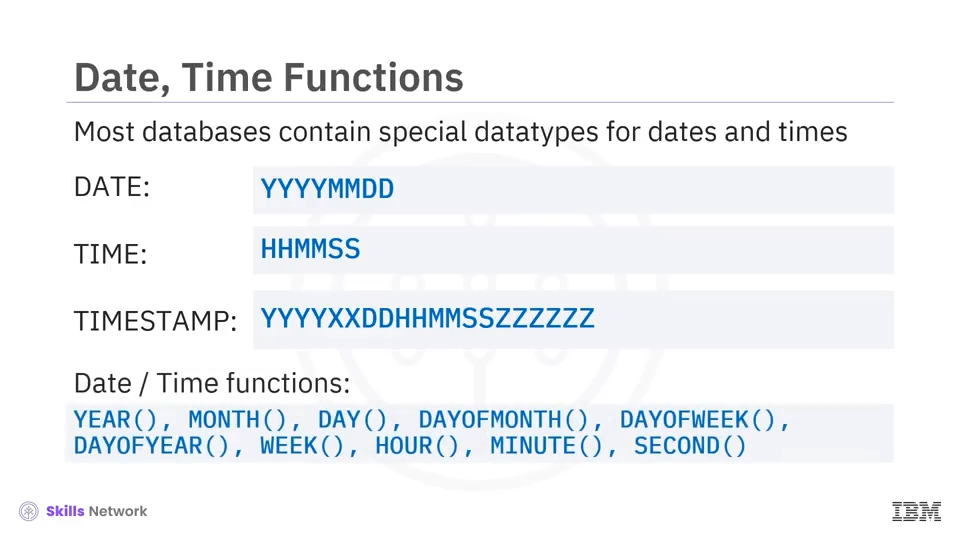 Date, Time Functions
Most databases contain special datatypes for dates and times
DATE: YYYYMMDD
TIME: HHMMSS
TIMESTAMP: YYYYXXDDHHMMSSZZZZZZ
Date / Time functions:
YEAR(), MONTH(), DAY(), DAYOFMONTH(), DAYOFWEEK(),
DAYOFYEAR(), WEEK(), HOUR(), MINUTE(), SECOND()
Skills Network
IBM